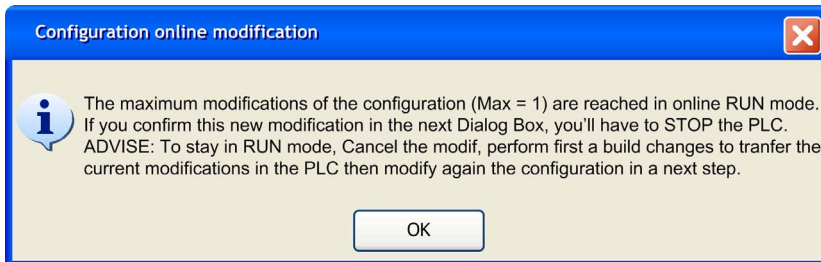 Configuration online modification
The maximum modifications of the configuration (Max = 1) are reached in online RUN mode.
If you confirm this new modification in the next Dialog Box, you'll have to STOP the PLC.
ADVISE: To stay in RUN mode, Cancel the modif, perform first a build changes to tranfer the
current modifications in the PLC then modify again the configuration in a next step.
OK